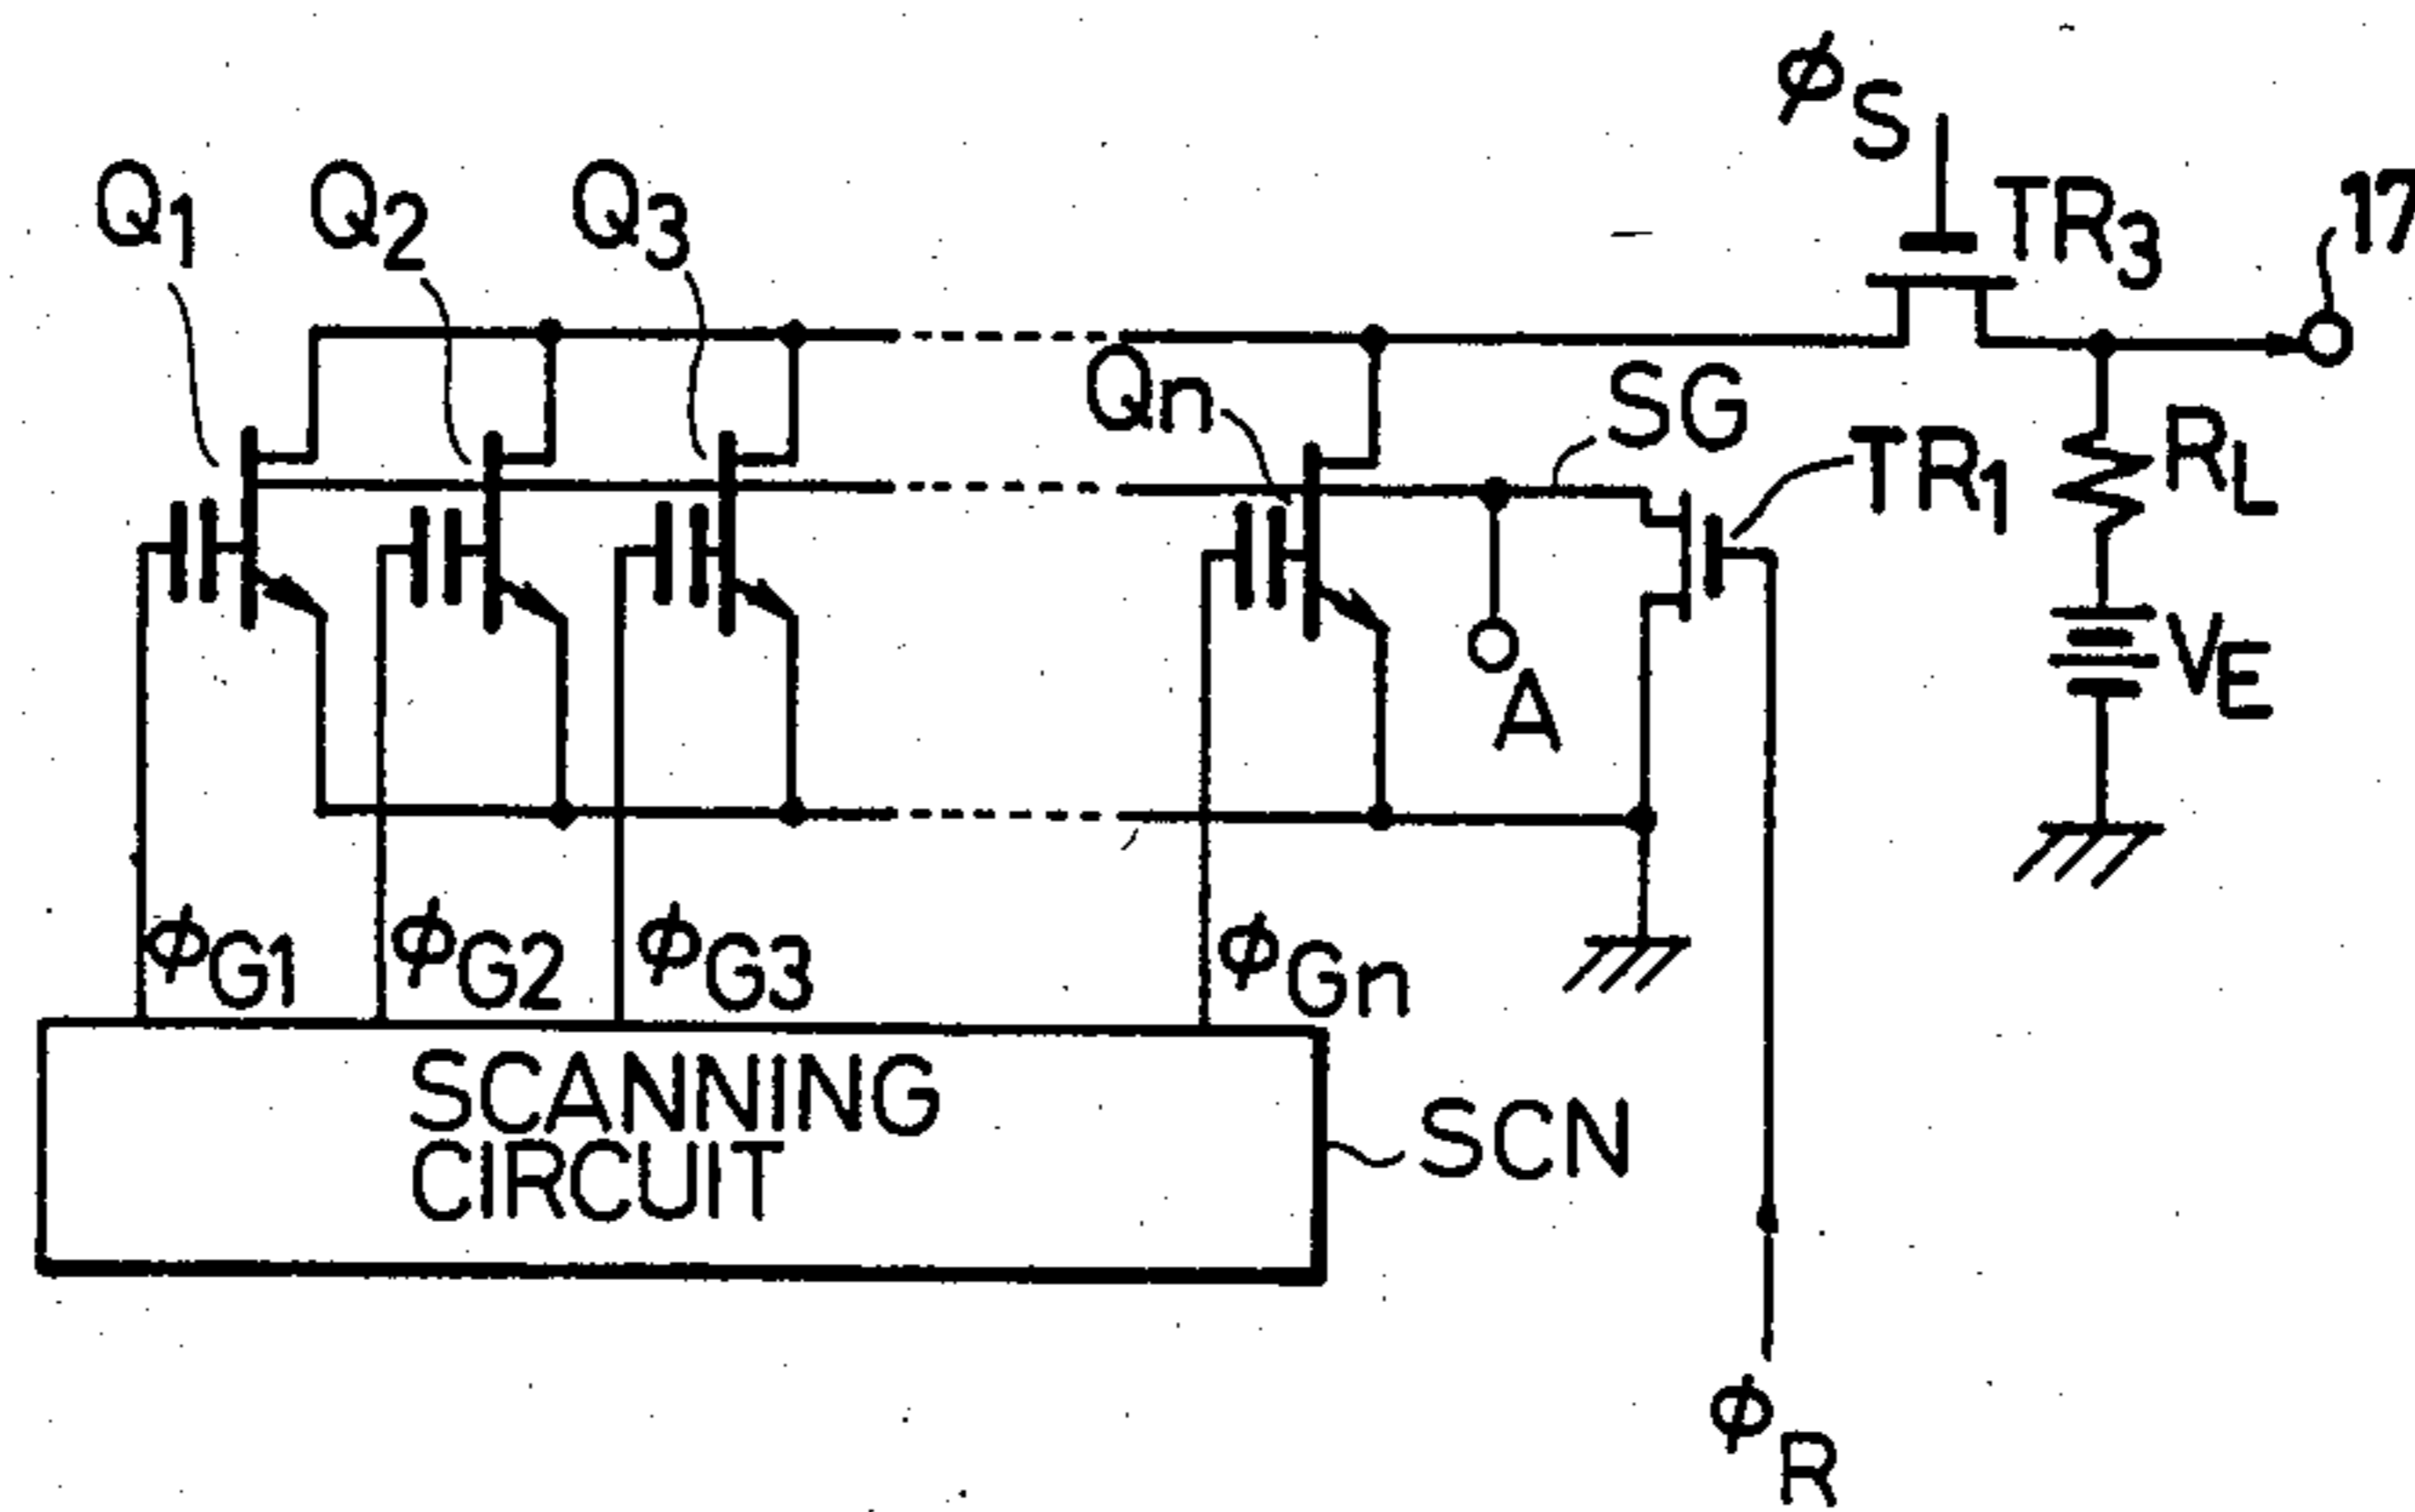 ϕS
Q1 Q2 Q3 TR3 17
Qn SG TR1 RL
A VE
ϕG1 ϕG2 ϕG3 ϕGn
SCANNING
CIRCUIT
SCN
ϕR